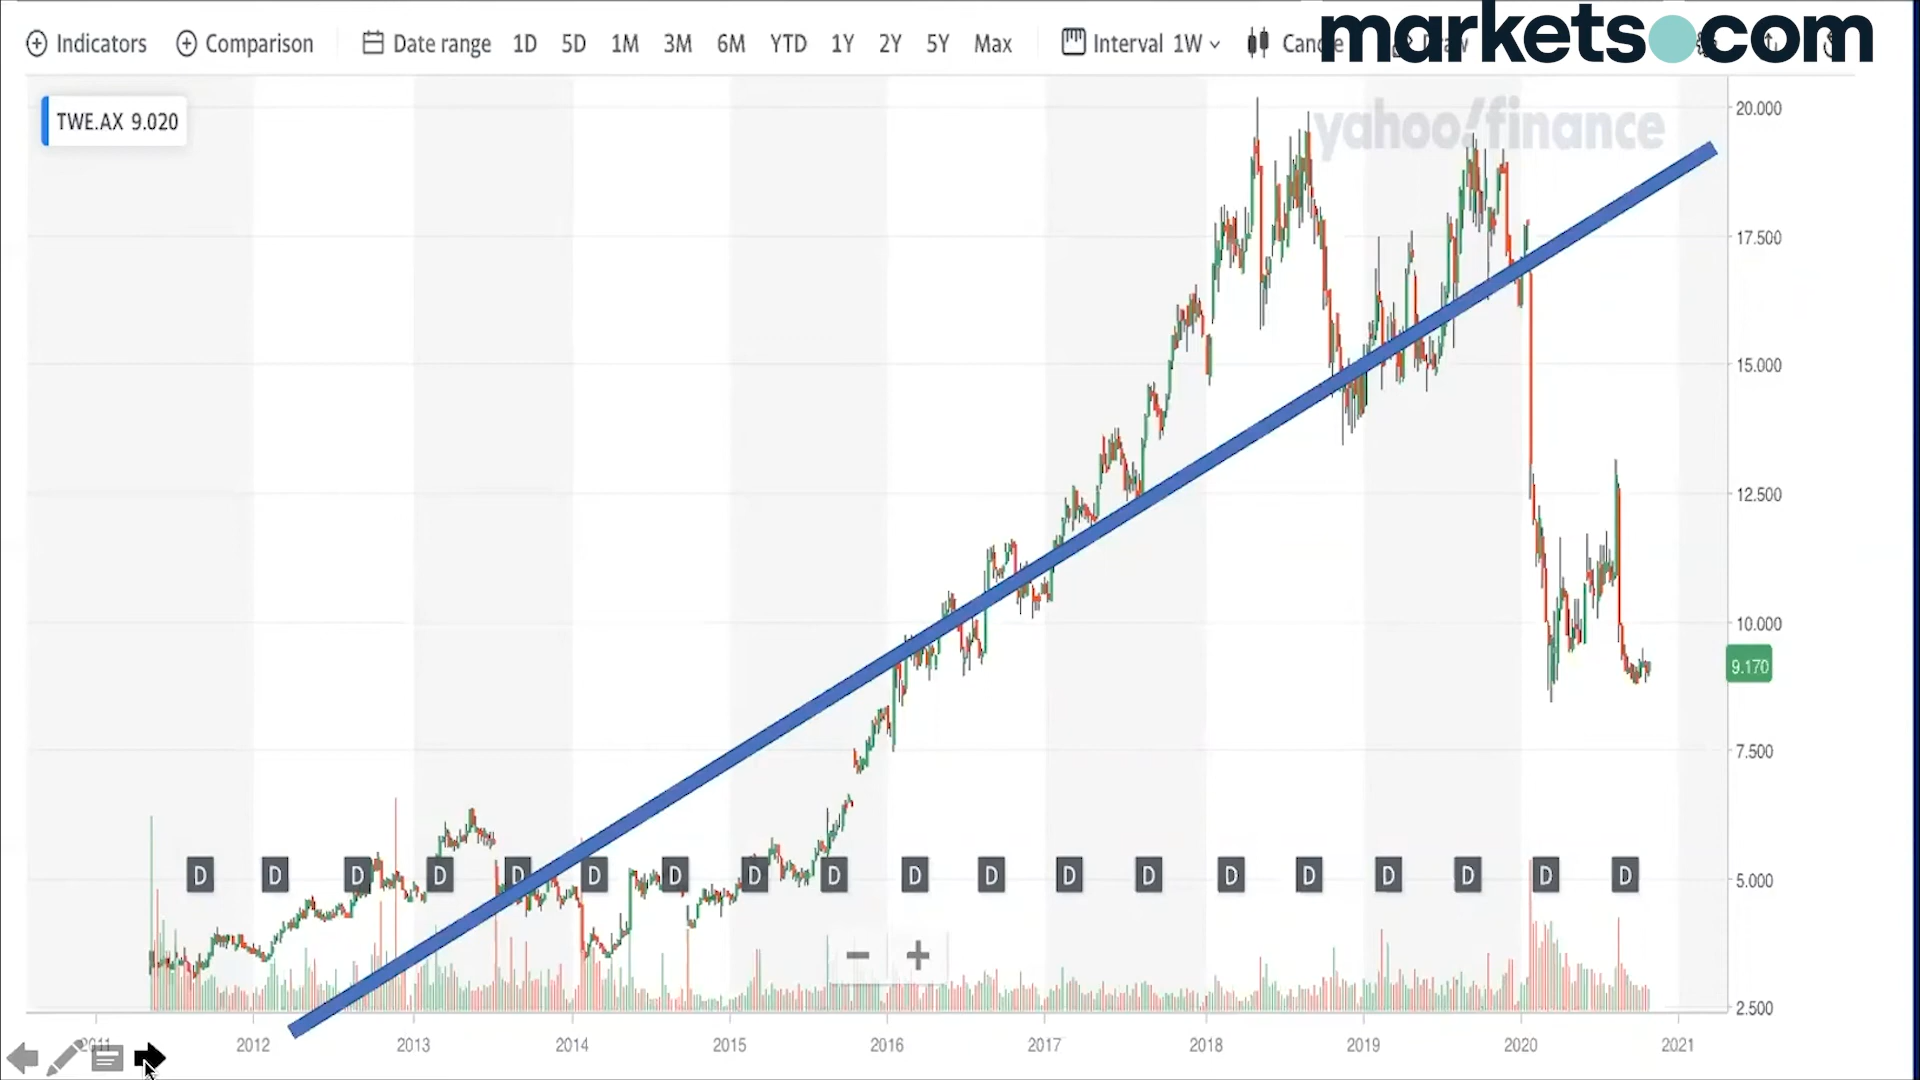 Indicators Comparison Date range 1D 5D 1M 3M 6M YTD 1Y 2Y 5Y Max Interval 1W
markets.com
TWE.AX 9.020
yahoo!finance
20.000
17.500
15.000
12.500
10.000
9.170
7.500
5.000
2.500
D D D D D D D D D D D D D D D D D D D
2011 2012 2013 2014 2015 2016 2017 2018 2019 2020 2021